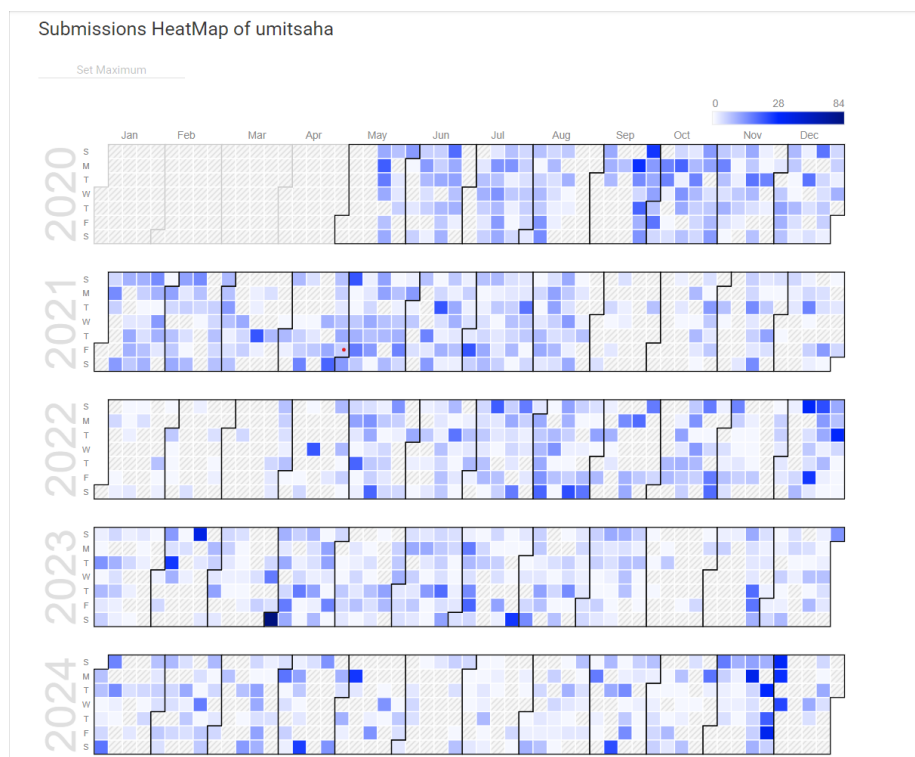 Submissions HeatMap of umitsaha
Set Maximum
0 28 84
Jan Feb Mar Apr May Jun Jul Aug Sep Oct Nov Dec
2020
S
M
T
W
T
F
S
2021
S
M
T
W
T
F
S
2022
S
M
T
W
T
F
S
2023
S
M
T
W
T
F
S
2024
S
M
T
W
T
F
S